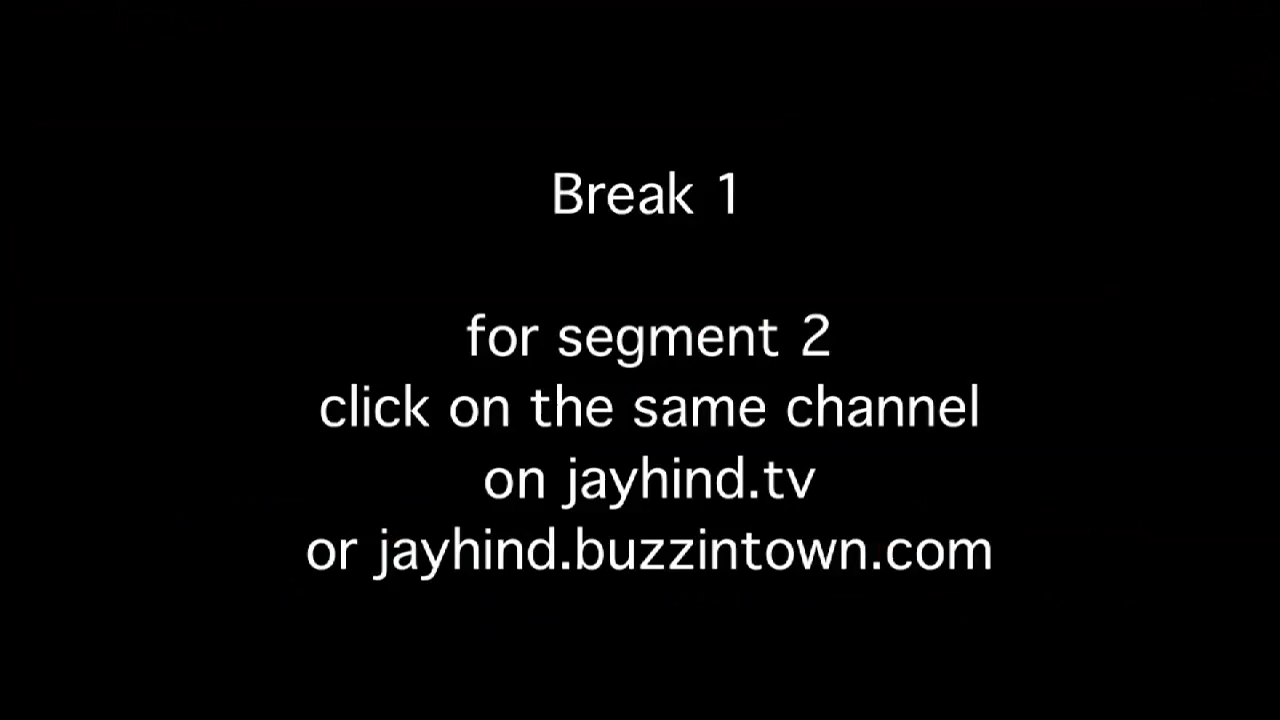 Break 1
for segment 2
click on the same channel
on jayhind.tv
or jayhind.buzzintown.com